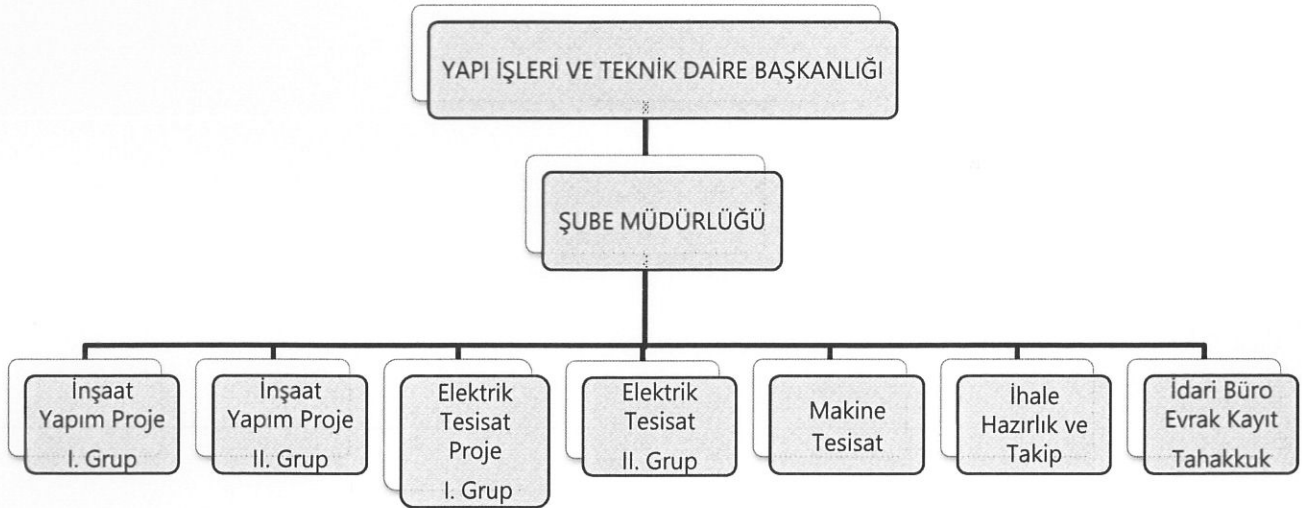 YAPI İŞLERİ VE TEKNİK DAİRE BAŞKANLIĞI
ŞUBE MÜDÜRLÜĞÜ
İnşaat
Yapım Proje
I. Grup
İnşaat
Yapım Proje
II. Grup
Elektrik
Tesisat
Proje
I. Grup
Elektrik
Tesisat
II. Grup
Makine
Tesisat
İhale
Hazırlık ve
Takip
İdari Büro
Evrak Kayıt
Tahakkuk